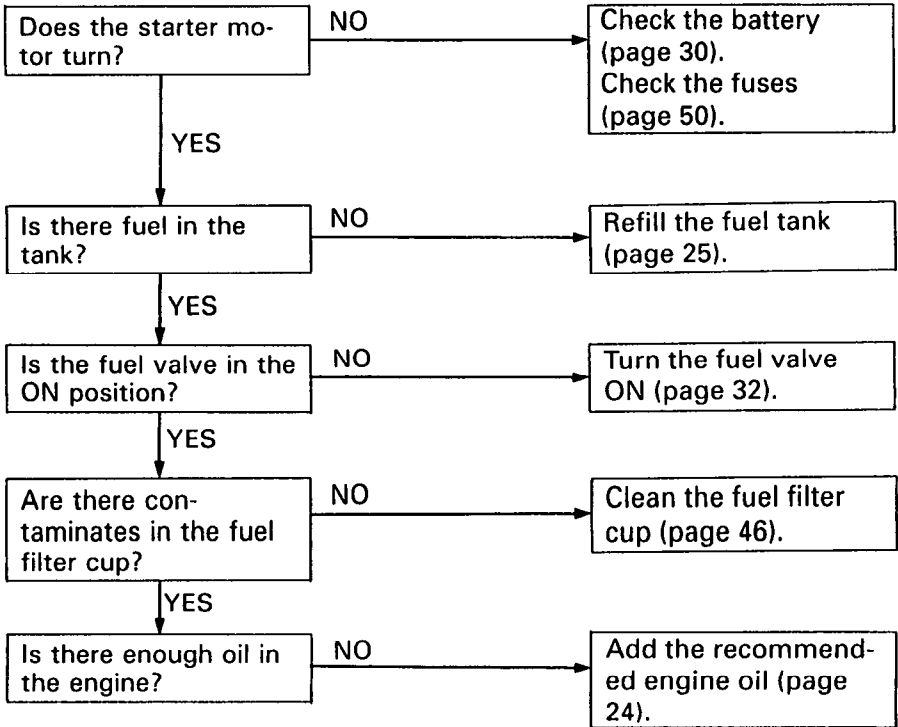 Does the starter mo-
tor turn?
NO
Check the battery
(page 30).
Check the fuses
(page 50).
YES
Is there fuel in the
tank?
NO
Refill the fuel tank
(page 25).
YES
Is the fuel valve in the
ON position?
NO
Turn the fuel valve
ON (page 32).
YES
Are there con-
taminates in the fuel
filter cup?
NO
Clean the fuel filter
cup (page 46).
YES
Is there enough oil in
the engine?
NO
Add the recommend-
ed engine oil (page
24).